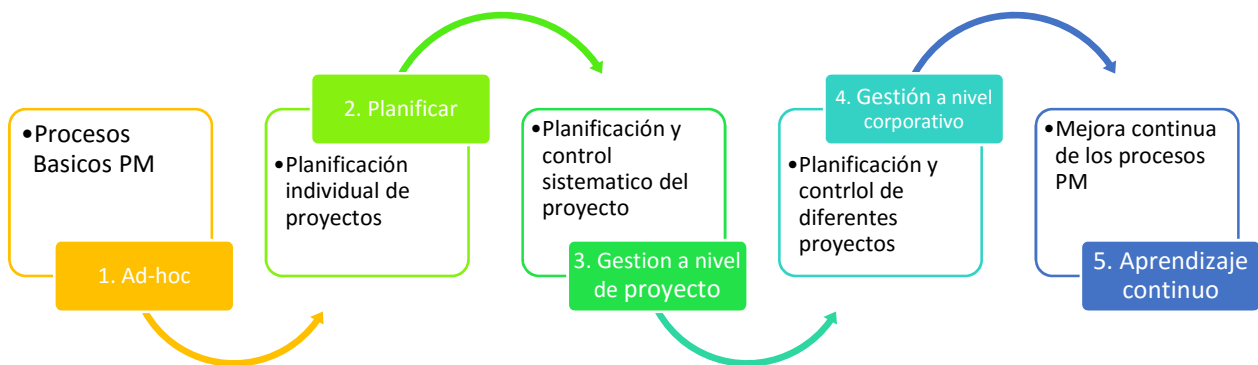 •Procesos
Basicos PM
1. Ad-hoc
2. Planificar
•Planificación
individual de
proyectos
•Planificación y
control
sistematico del
proyecto
3. Gestion a nivel
de proyecto
4. Gestión a nivel
corporativo
•Planificación y
contrlol de
diferentes
proyectos
•Mejora continua
de los procesos
PM
5. Aprendizaje
continuo